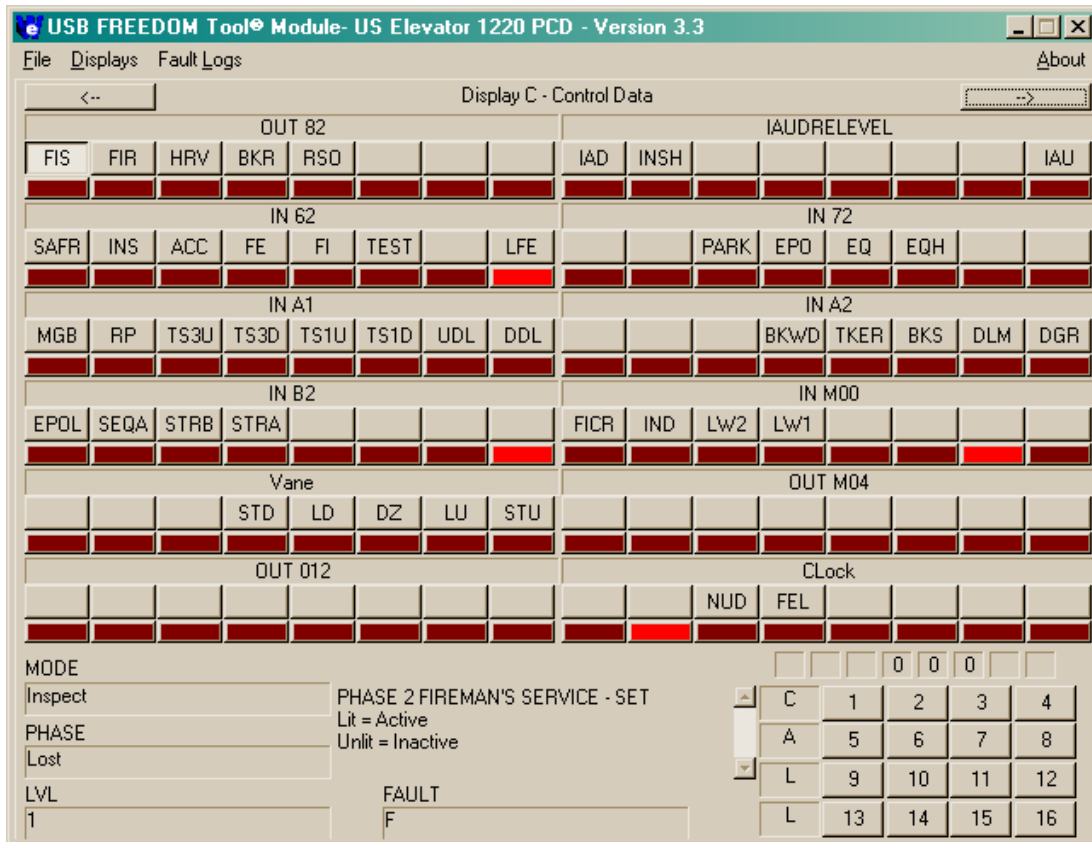 USB FREEDOM Tool® Module- US Elevator 1220 PCD - Version 3.3
File Displays Fault Logs About
<-- Display C - Control Data -->
OUT 82 IAUDRELEVEL
FIS FIR HRV BKR RSO IAD INSH IAU
IN 62 IN 72
SAFR INS ACC FE FI TEST LFE PARK EPO EQ EQH
IN A1 IN A2
MGB RP TS3U TS3D TS1U TS1D UDL DDL BKWD TKER BKS DLM DGR
IN B2 IN M00
EPOL SEQA STRB STRA FICR IND LW2 LW1
Vane OUT M04
STD LD DZ LU STU
OUT 012 CLock
NUD FEL
MODE 0 0 0
Inspect PHASE 2 FIREMAN'S SERVICE - SET C 1 2 3 4
Lit = Active
PHASE Unlit = Inactive A 5 6 7 8
Lost
L 9 10 11 12
LVL FAULT
1 F L 13 14 15 16